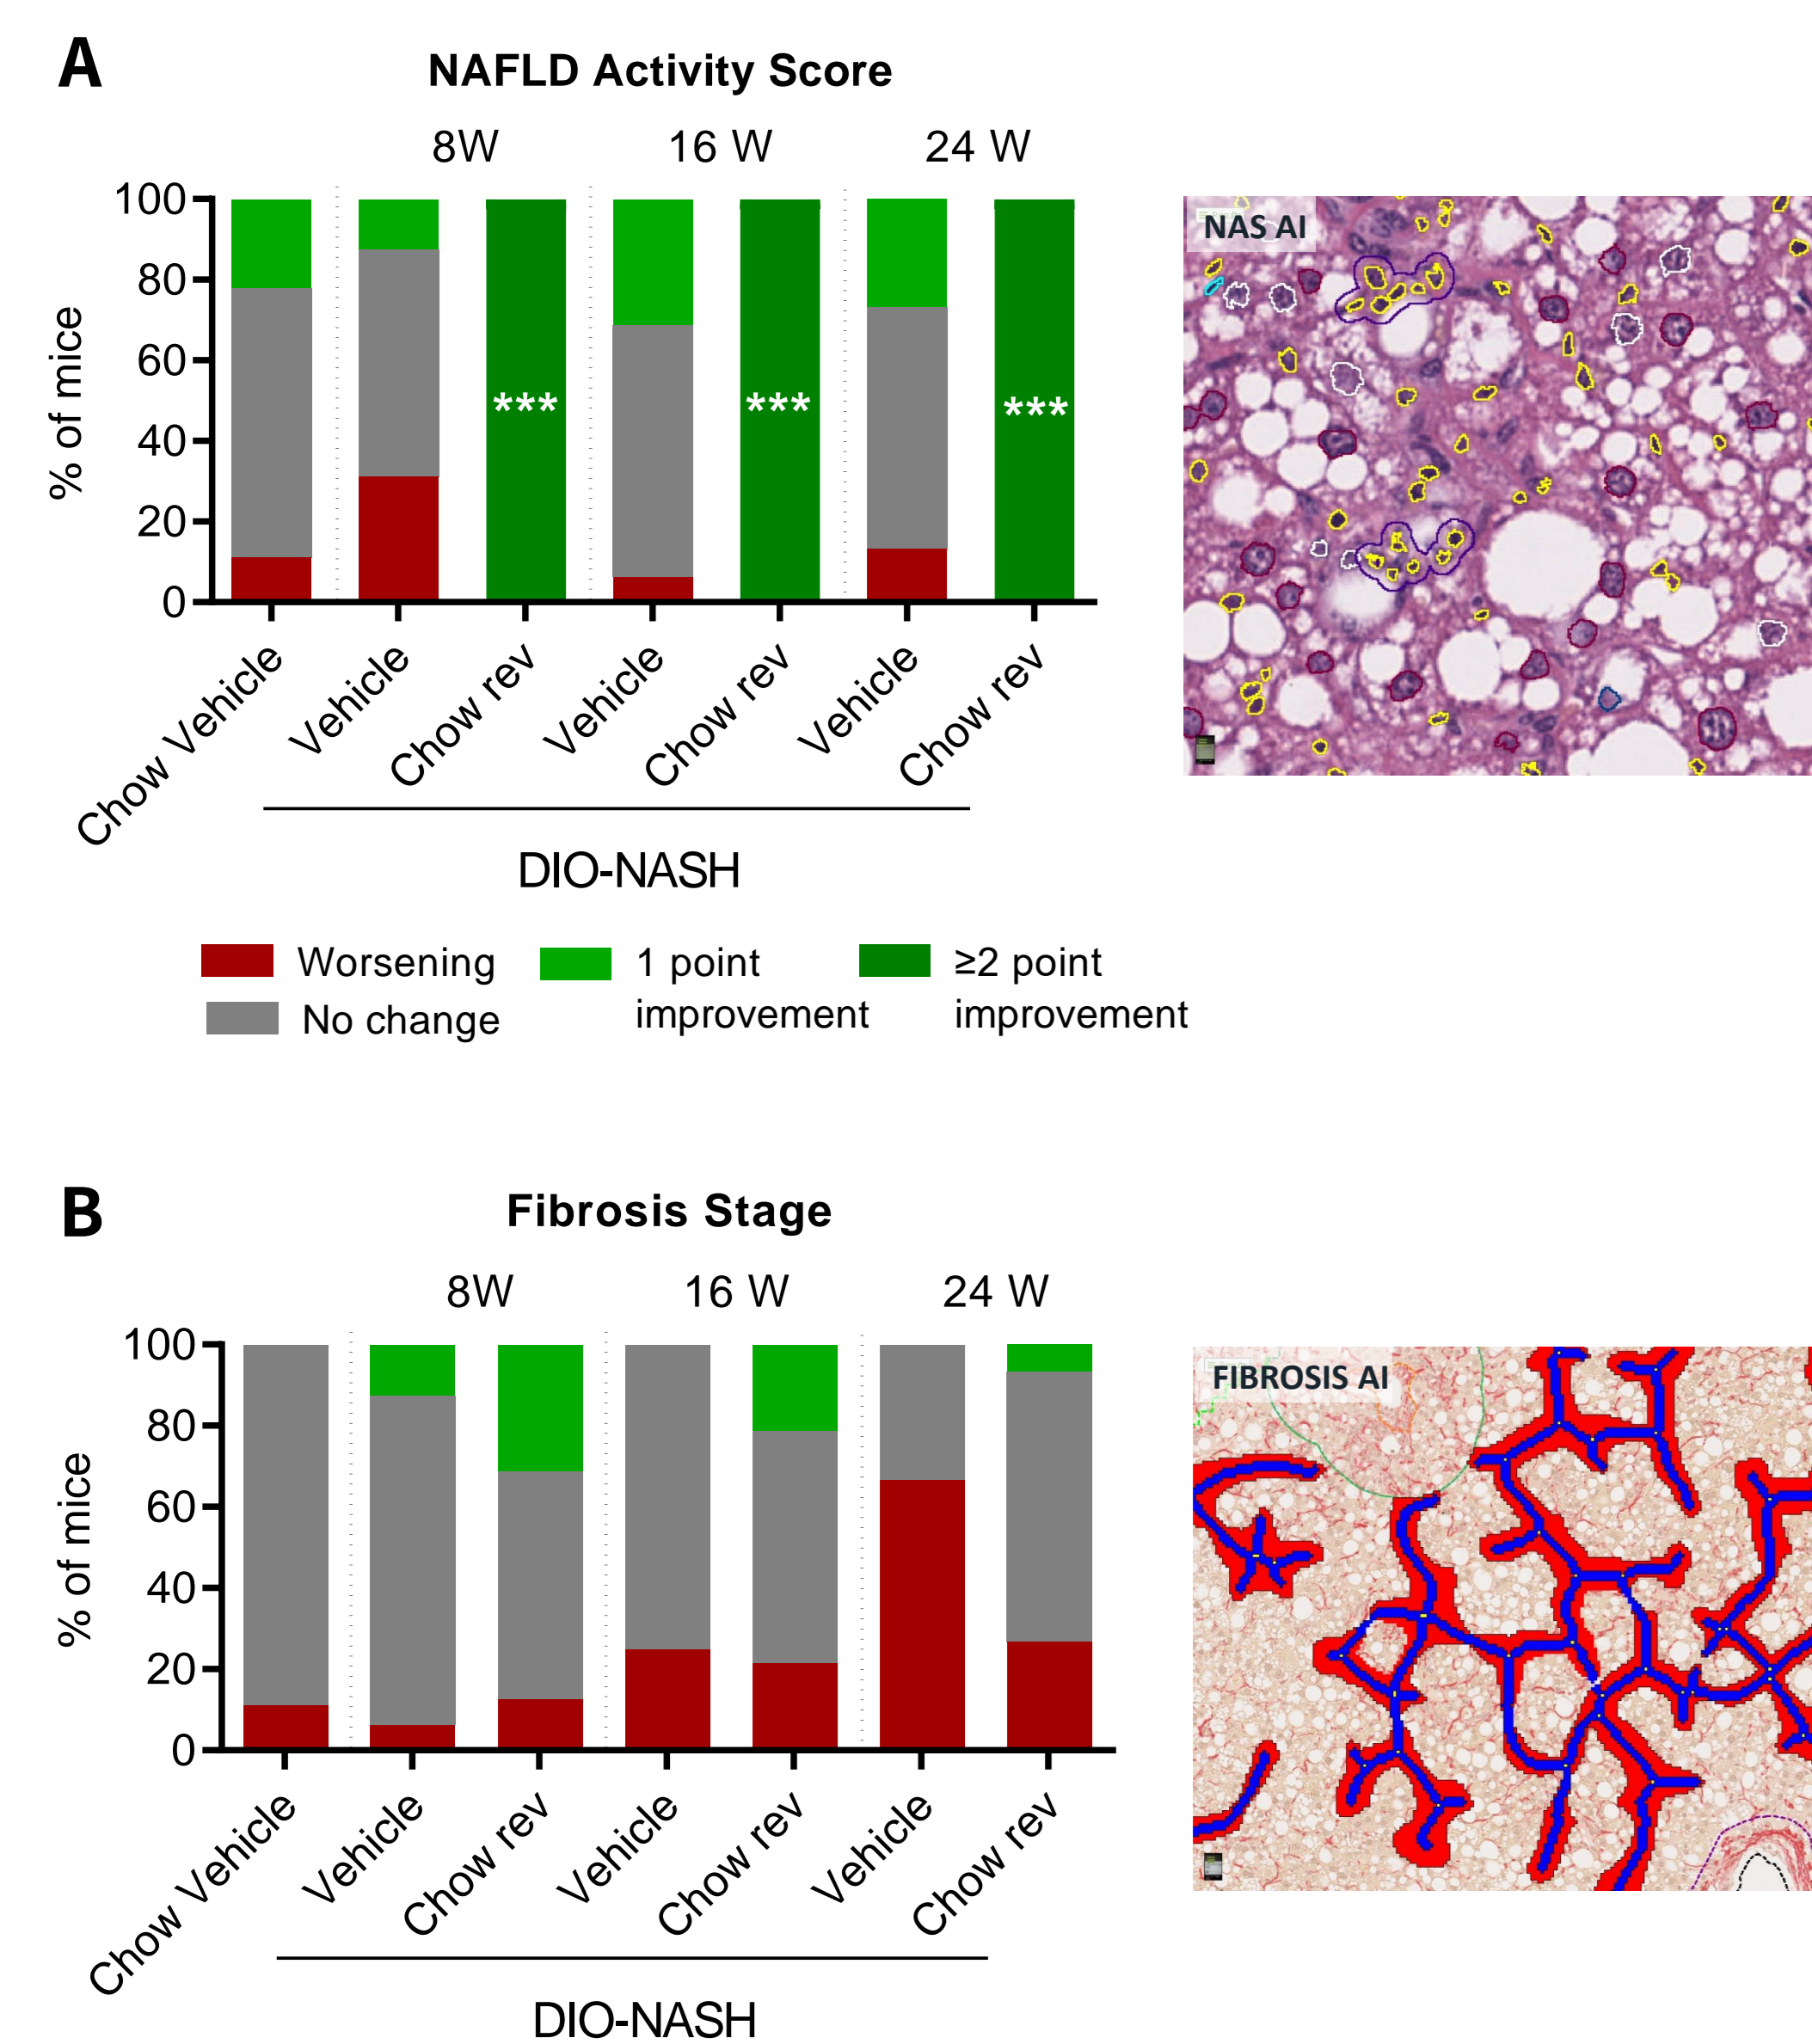 A
NAFLD Activity Score
8W
16 W
24 W
100
80
60
40
20
0
% of mice
***
***
***
Chow Vehicle
Vehicle
Chow rev
Vehicle
Chow rev
Vehicle
Chow rev
DIO-NASH
Worsening
No change
1 point
improvement
≥2 point
improvement
NAS AI
B
Fibrosis Stage
8W
16 W
24 W
100
80
60
40
20
0
% of mice
Chow Vehicle
Vehicle
Chow rev
Vehicle
Chow rev
Vehicle
Chow rev
DIO-NASH
FIBROSIS AI